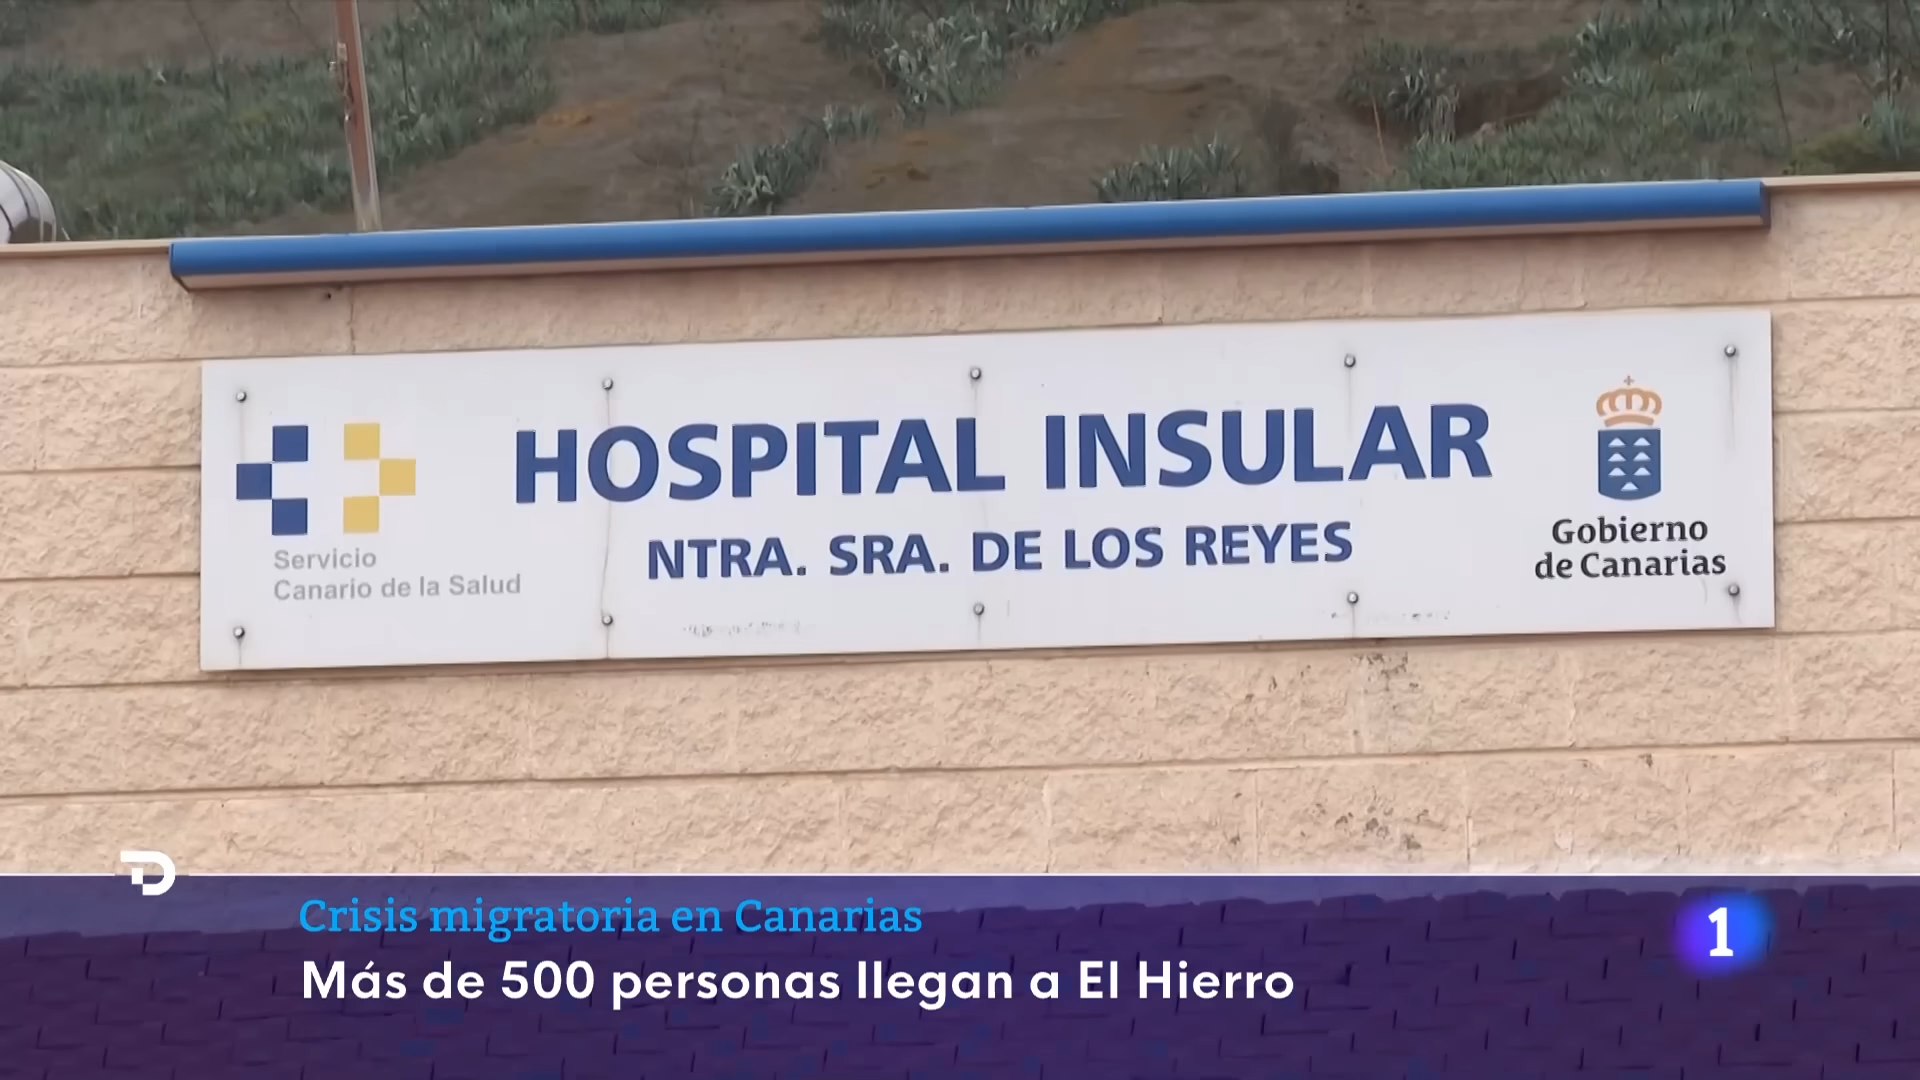 HOSPITAL INSULAR
NTRA. SRA. DE LOS REYES
Servicio
Canario de la Salud
Gobierno
de Canarias
Crisis migratoria en Canarias
Más de 500 personas llegan a El Hierro
1